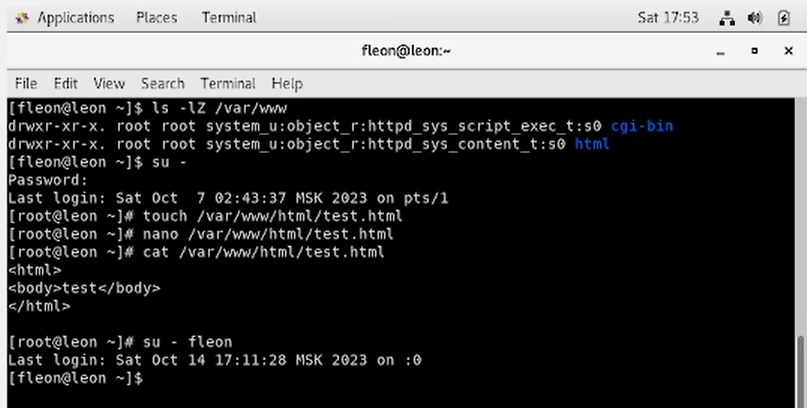 Applications Places Terminal Sat 17:53
fleon@leon:~
File Edit View Search Terminal Help
[fleon@leon ~]$ ls -lZ /var/www
drwxr-xr-x. root root system_u:object_r:httpd_sys_script_exec_t:s0 cgi-bin
drwxr-xr-x. root root system_u:object_r:httpd_sys_content_t:s0 html
[fleon@leon ~]$ su -
Password:
Last login: Sat Oct  7 02:43:37 MSK 2023 on pts/1
[root@leon ~]# touch /var/www/html/test.html
[root@leon ~]# nano /var/www/html/test.html
[root@leon ~]# cat /var/www/html/test.html
<html>
<body>test</body>
</html>
[root@leon ~]# su - fleon
Last login: Sat Oct 14 17:11:28 MSK 2023 on :0
[fleon@leon ~]$